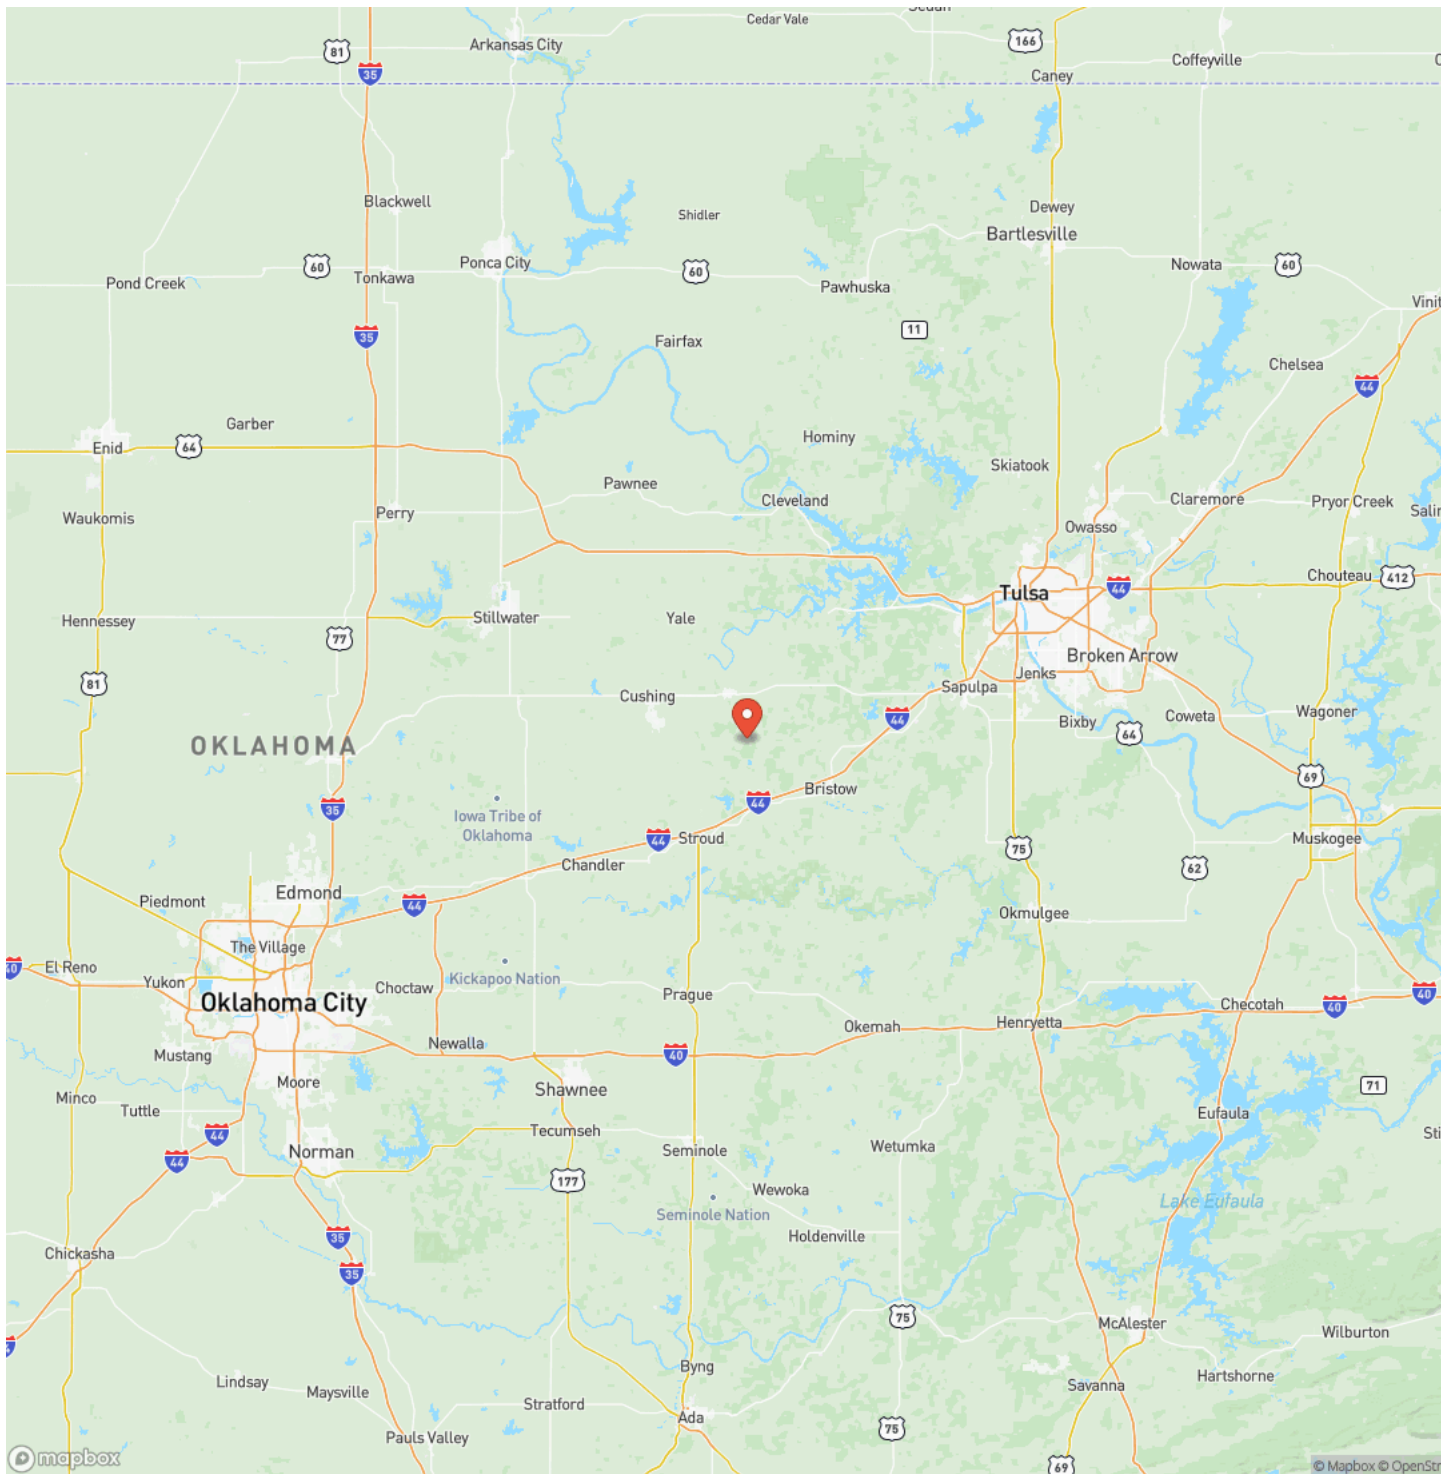 Sedan
Cedar Vale
Arkansas City
81
166
35
Coffeyville
Caney
Blackwell
Dewey
Shidler
Bartlesville
Ponca City
60
60
Nowata
60
Tonkawa
Pond Creek
Pawhuska
Vinit
11
35
Fairfax
Chelsea
44
Garber
Hominy
Enid
64
Skiatook
Pawnee
Cleveland
Claremore
Pryor Creek
Perry
Salin
Waukomis
Owasso
Chouteau
412
44
Tulsa
Stillwater
Yale
Hennessey
77
Broken Arrow
Jenks
81
Sapulpa
Cushing
Wagoner
Coweta
44
Bixby
64
OKLAHOMA
69
Bristow
44
35
Iowa Tribe of
Oklahoma
44
Stroud
Muskogee
75
Chandler
62
Edmond
Piedmont
44
Okmulgee
The Village
40
El Reno
Kickapoo Nation
Yukon
Choctaw
Prague
40
Oklahoma City
Checotah
40
Henryetta
Okemah
Newalla
40
Mustang
Moore
Shawnee
71
Minco
Tuttle
Eufaula
Tecumseh
44
Sti
Wetumka
Seminole
Norman
44
177
Wewoka
Lake Eufaula
Seminole Nation
35
Holdenville
Chickasha
35
75
McAlester
Wilburton
Byng
Hartshorne
Lindsay
Savanna
Maysville
Stratford
Ada
75
Pauls Valley
mapbox
69
© Mapbox © OpenStr